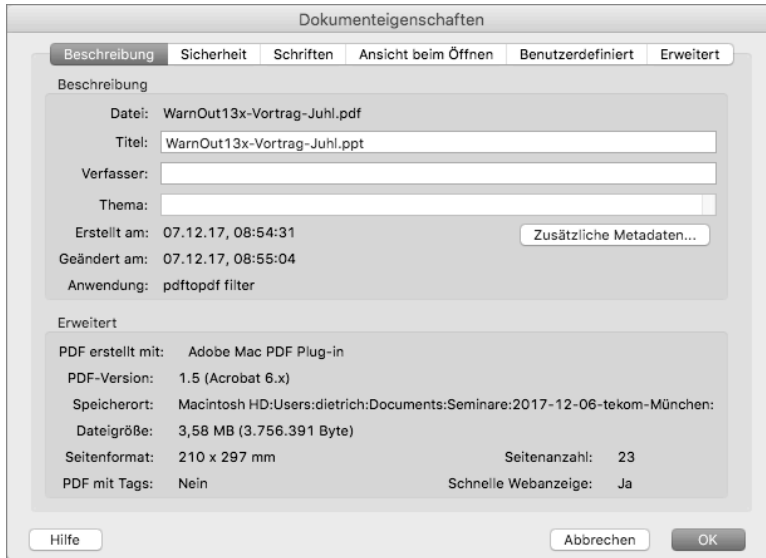 Dokumenteigenschaften
Beschreibung Sicherheit Schriften Ansicht beim Öffnen Benutzerdefiniert Erweitert
Beschreibung
Datei: WarnOut13x-Vortrag-Juhl.pdf
Titel: WarnOut13x-Vortrag-Juhl.ppt
Verfasser:
Thema:
Erstellt am: 07.12.17, 08:54:31 Zusätzliche Metadaten...
Geändert am: 07.12.17, 08:55:04
Anwendung: pdftopdf filter
Erweitert
PDF erstellt mit: Adobe Mac PDF Plug-in
PDF-Version: 1.5 (Acrobat 6.x)
Speicherort: Macintosh HD:Users:dietrich:Documents:Seminare:2017-12-06-tekom-München:
Dateigröße: 3,58 MB (3.756.391 Byte)
Seitenformat: 210 x 297 mm Seitenanzahl: 23
PDF mit Tags: Nein Schnelle Webanzeige: Ja
Hilfe Abbrechen OK